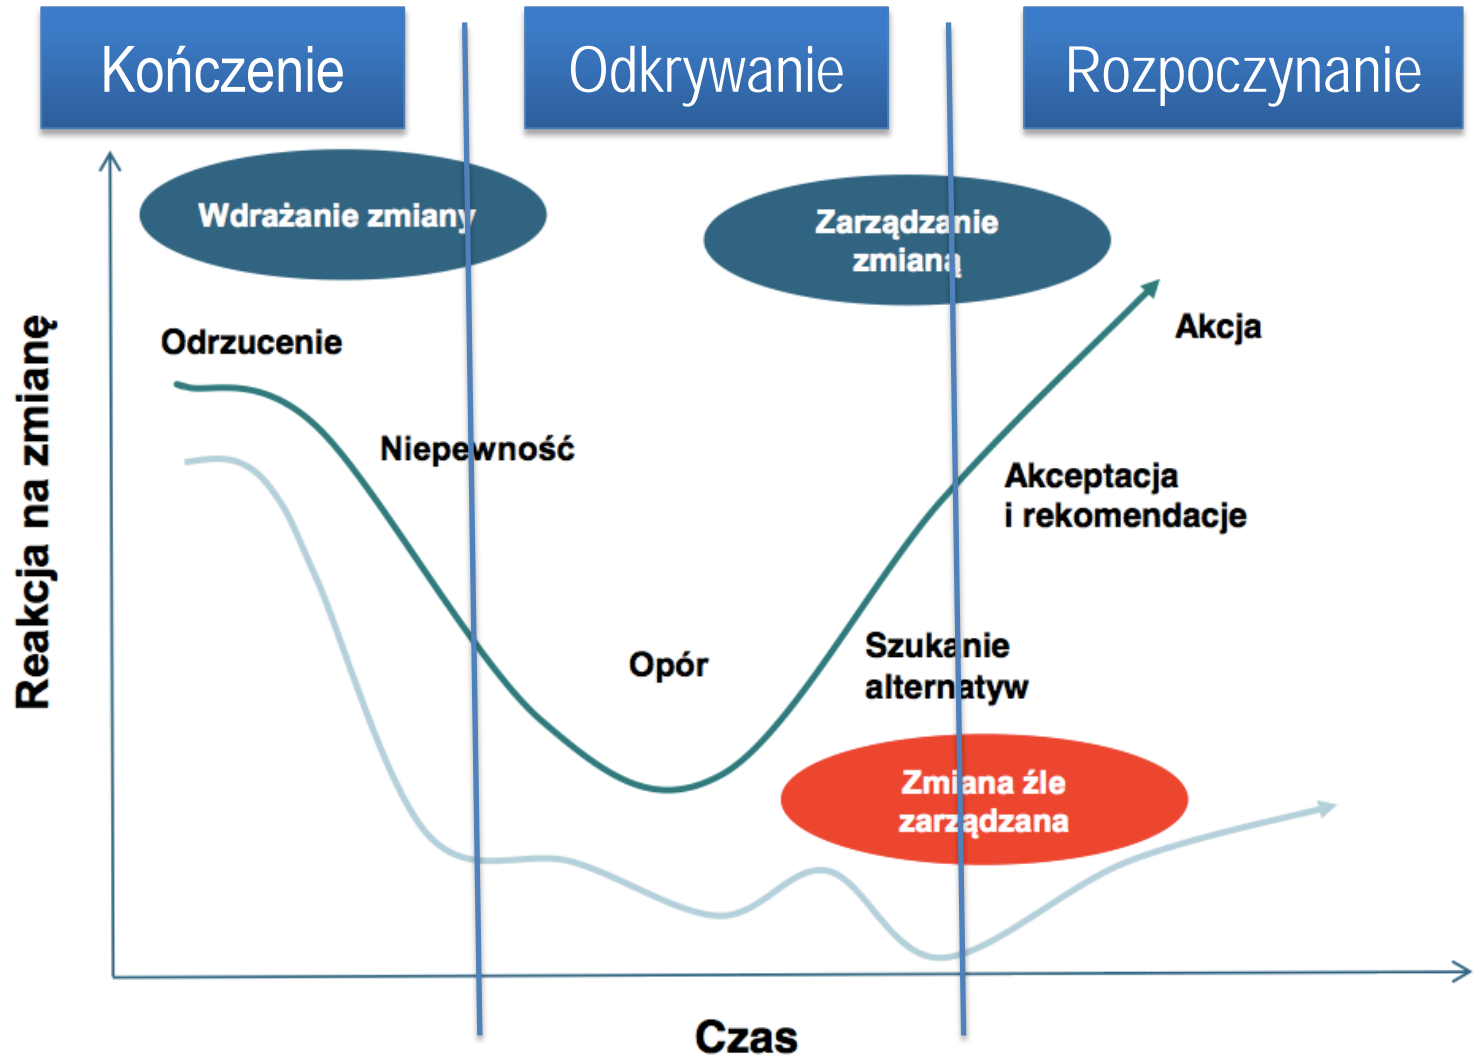 Kończenie
Odkrywanie
Rozpoczynanie
Wdrażanie zmiany
Zarządzanie
zmianą
Odrzucenie
Akcja
Niepewność
Akceptacja
i rekomendacje
Opór
Szukanie
alternatyw
Zmiana źle
zarządzana
Reakcja na zmianę
Czas